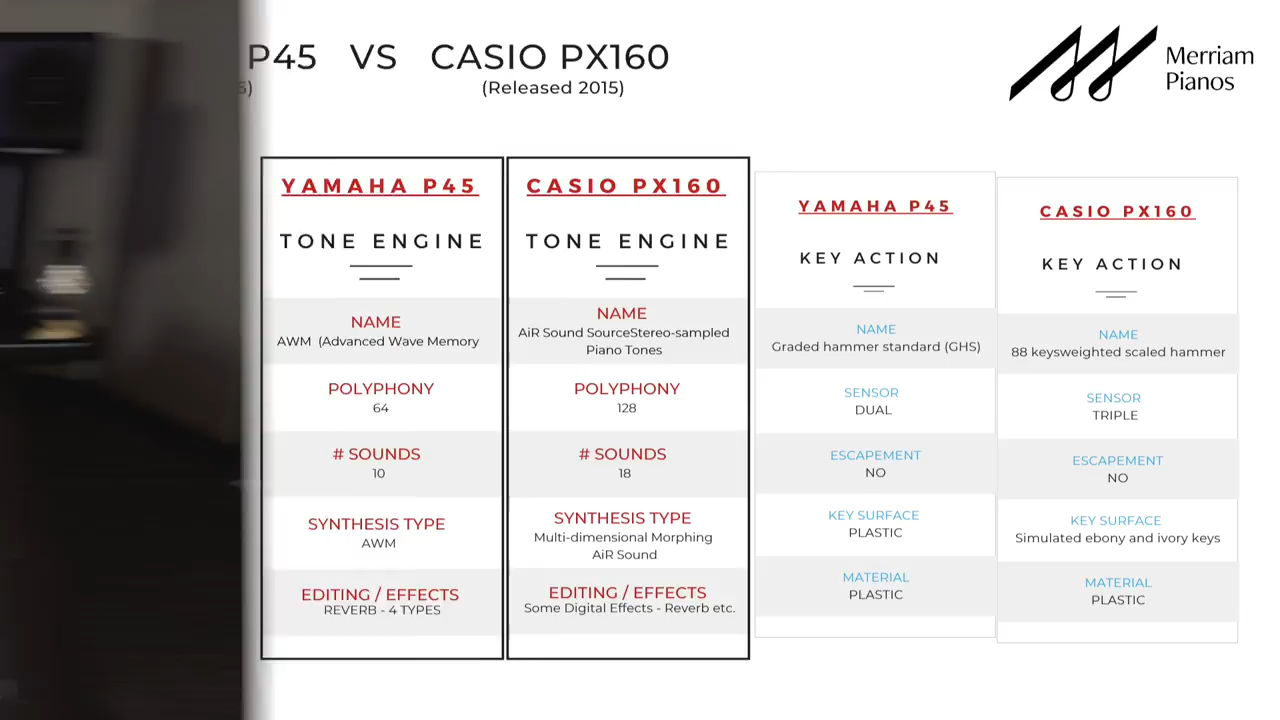 P45 VS CASIO PX160
(Released 2015)
Merriam
Pianos
YAMAHA P45
TONE ENGINE
NAME
AWM (Advanced Wave Memory
POLYPHONY
64
# SOUNDS
10
SYNTHESIS TYPE
AWM
EDITING / EFFECTS
REVERB - 4 TYPES
CASIO PX160
TONE ENGINE
NAME
AiR Sound SourceStereo-sampled
Piano Tones
POLYPHONY
128
# SOUNDS
18
SYNTHESIS TYPE
Multi-dimensional Morphing
AiR Sound
EDITING / EFFECTS
Some Digital Effects - Reverb etc.
YAMAHA P45
KEY ACTION
NAME
Graded hammer standard (GHS)
SENSOR
DUAL
ESCAPEMENT
NO
KEY SURFACE
PLASTIC
MATERIAL
PLASTIC
CASIO PX160
KEY ACTION
NAME
88 keysweighted scaled hammer
SENSOR
TRIPLE
ESCAPEMENT
NO
KEY SURFACE
Simulated ebony and ivory keys
MATERIAL
PLASTIC